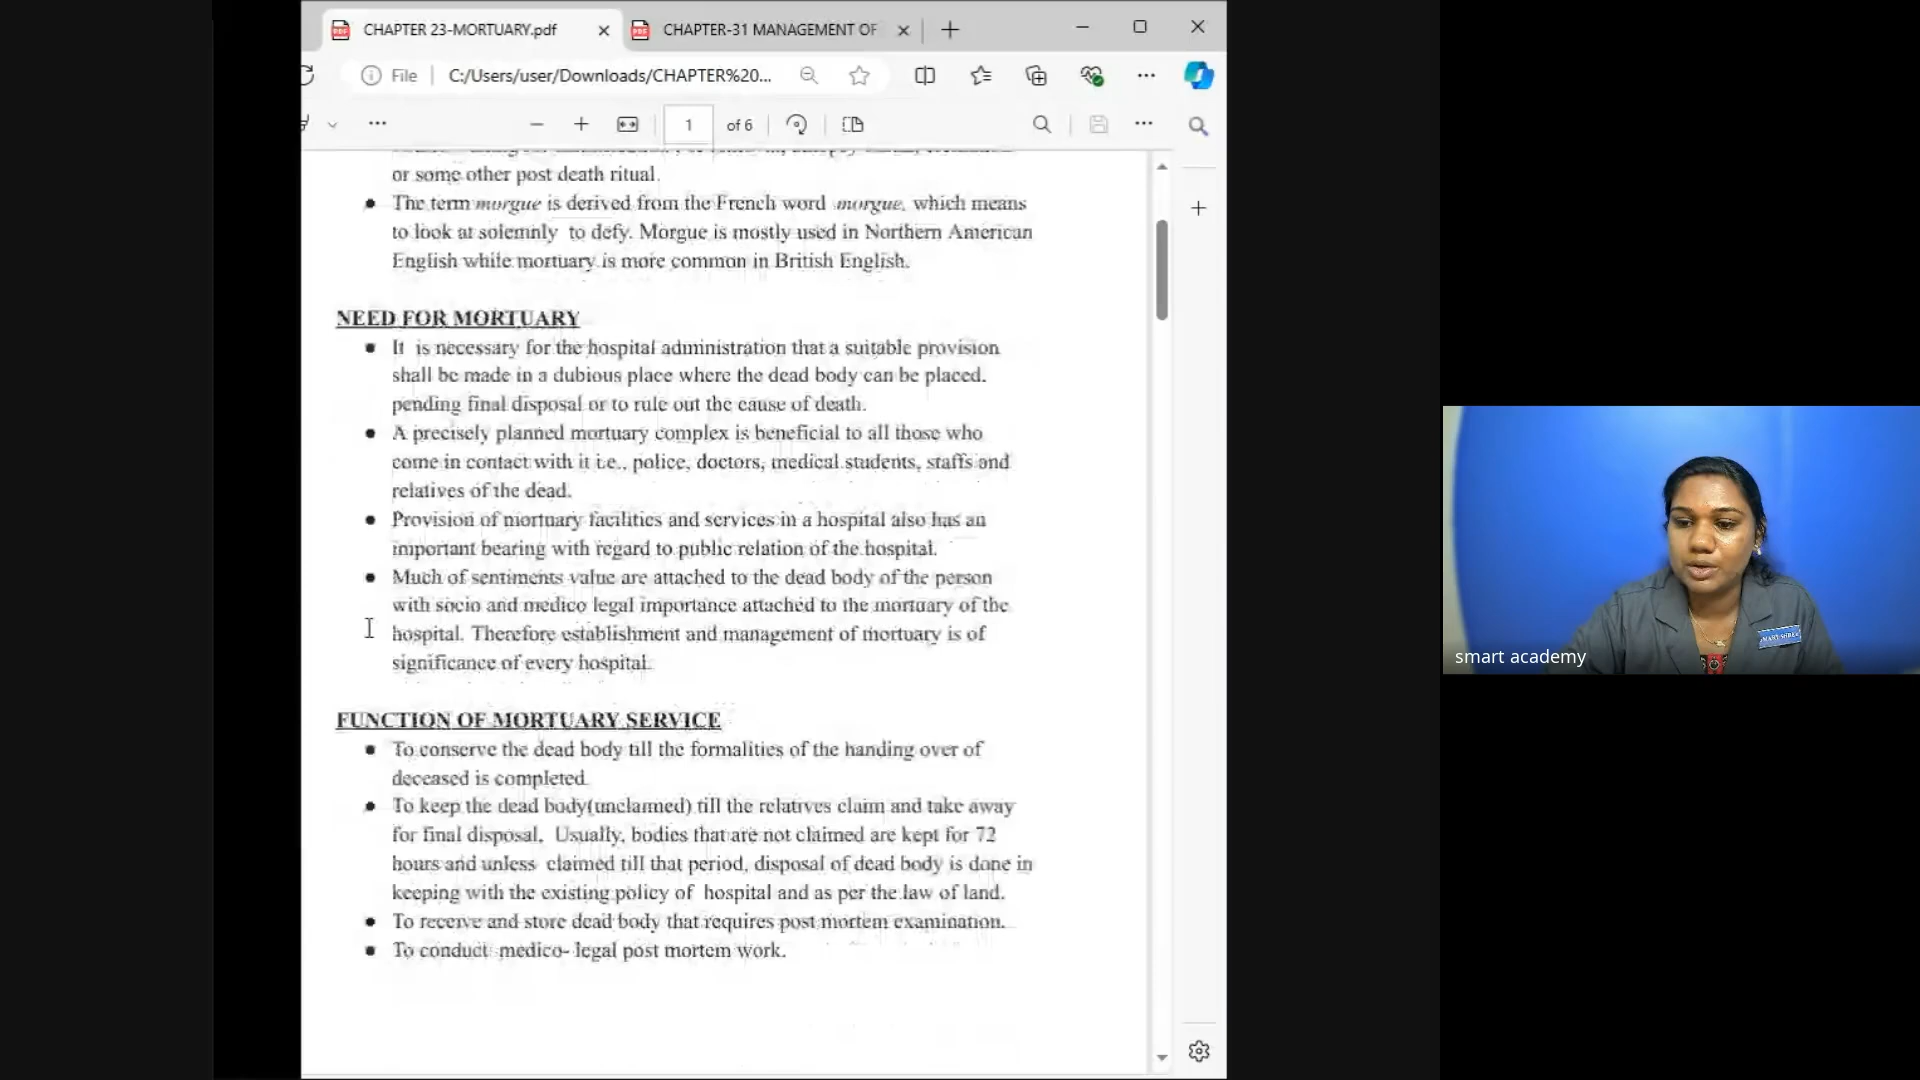 CHAPTER 23-MORTUARY.pdf
CHAPTER-31 MANAGEMENT OF
File
C:/Users/user/Downloads/CHAPTER%20...
1 of 6
or some other post death ritual.
The term morgue is derived from the French word morgue, which means
to look at solemnly to defy. Morgue is mostly used in Northern American
English while mortuary is more common in British English.
NEED FOR MORTUARY
It is necessary for the hospital administration that a suitable provision
shall be made in a dubious place where the dead body can be placed.
pending final disposal or to rule out the cause of death.
A precisely planned mortuary complex is beneficial to all those who
come in contact with it i.e., police, doctors, medical students, staffs and
relatives of the dead.
Provision of mortuary facilities and services in a hospital also has an
important bearing with regard to public relation of the hospital.
Much of sentiments value are attached to the dead body of the person
with socio and medico legal importance attached to the mortuary of the
hospital. Therefore establishment and management of mortuary is of
significance of every hospital.
FUNCTION OF MORTUARY SERVICE
To conserve the dead body till the formalities of the handing over of
deceased is completed.
To keep the dead body(unclaimed) till the relatives claim and take away
for final disposal. Usually, bodies that are not claimed are kept for 72
hours and unless claimed till that period, disposal of dead body is done in
keeping with the existing policy of hospital and as per the law of land.
To receive and store dead body that requires post mortem examination.
To conduct medico- legal post mortem work.
smart academy